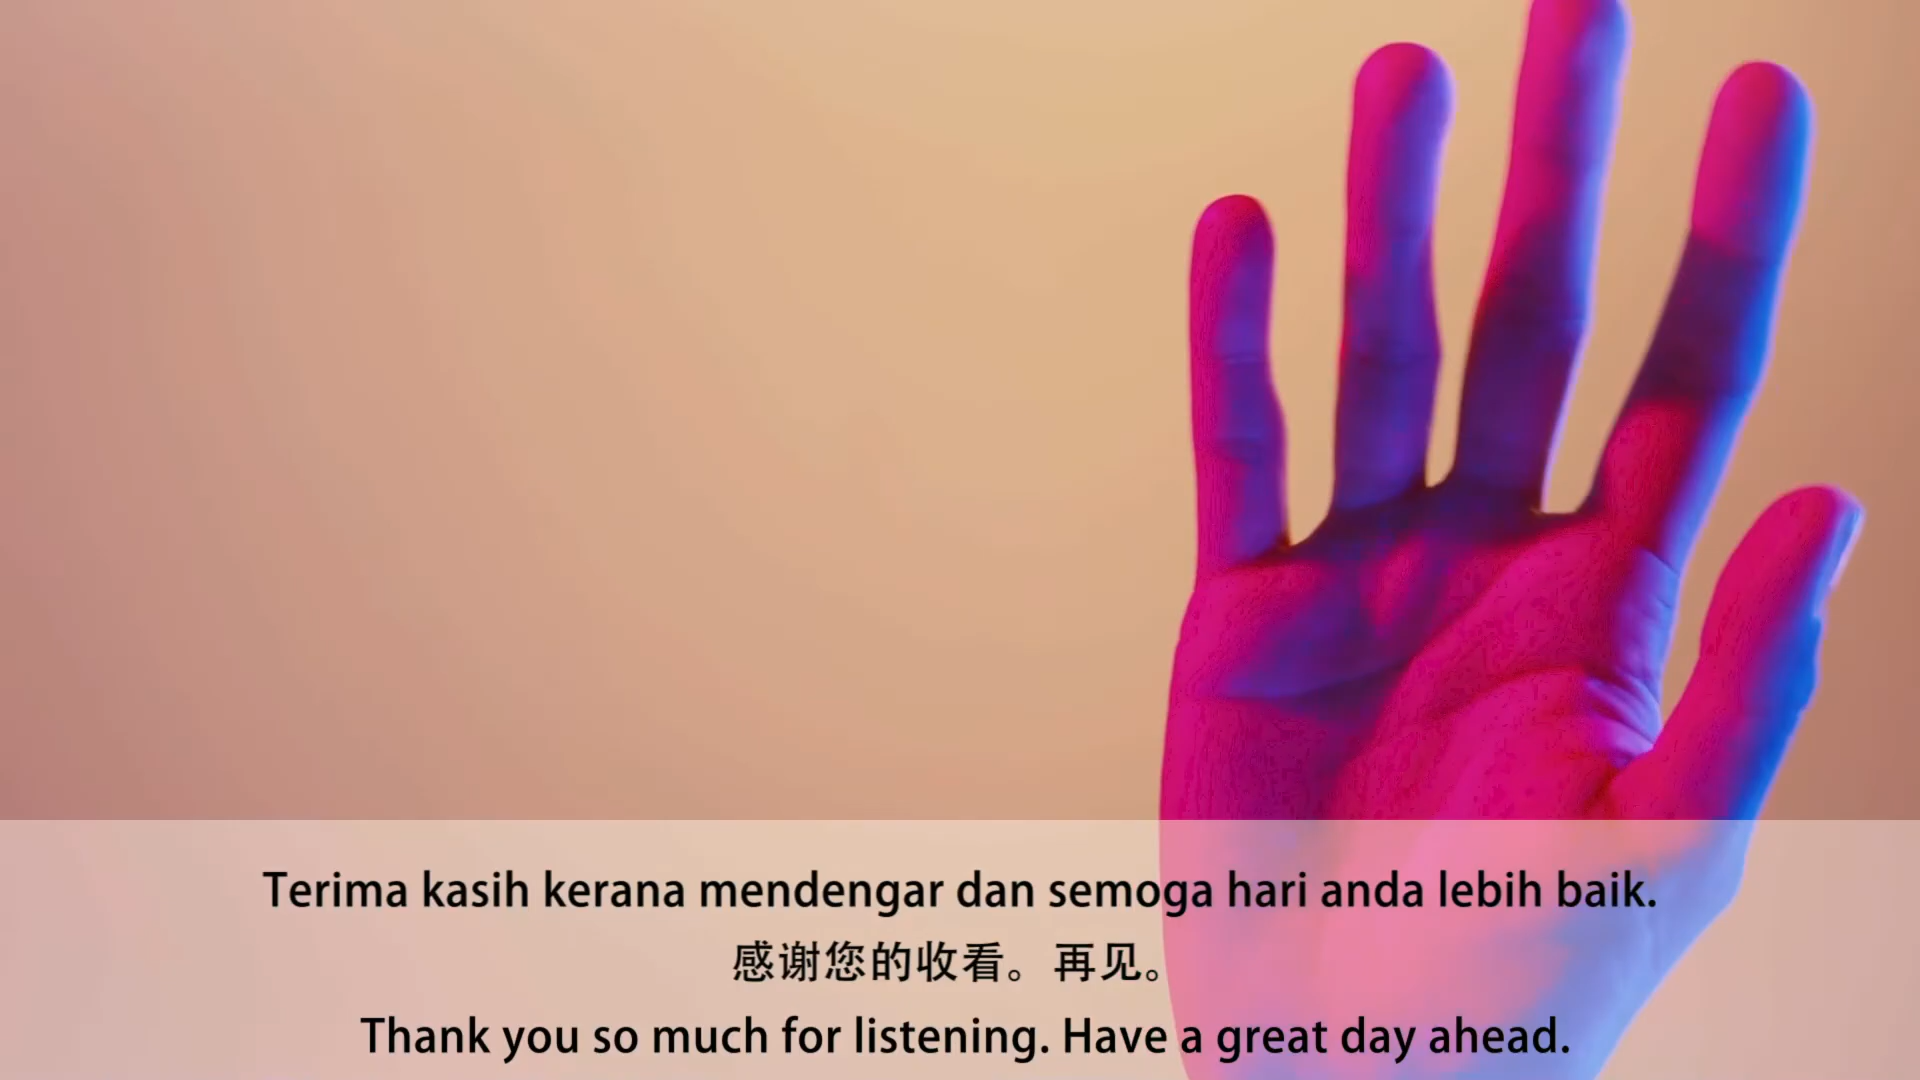 Terima kasih kerana mendengar dan semoga hari anda lebih baik.
感谢您的收看。再见。
Thank you so much for listening. Have a great day ahead.